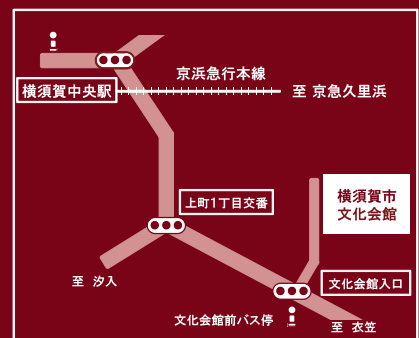 京浜急行本線
横須賀中央駅
至 京急久里浜
上町1丁目交番
横須賀市
文化会館
至 汐入
文化会館入口
文化会館前バス停
至 衣笠